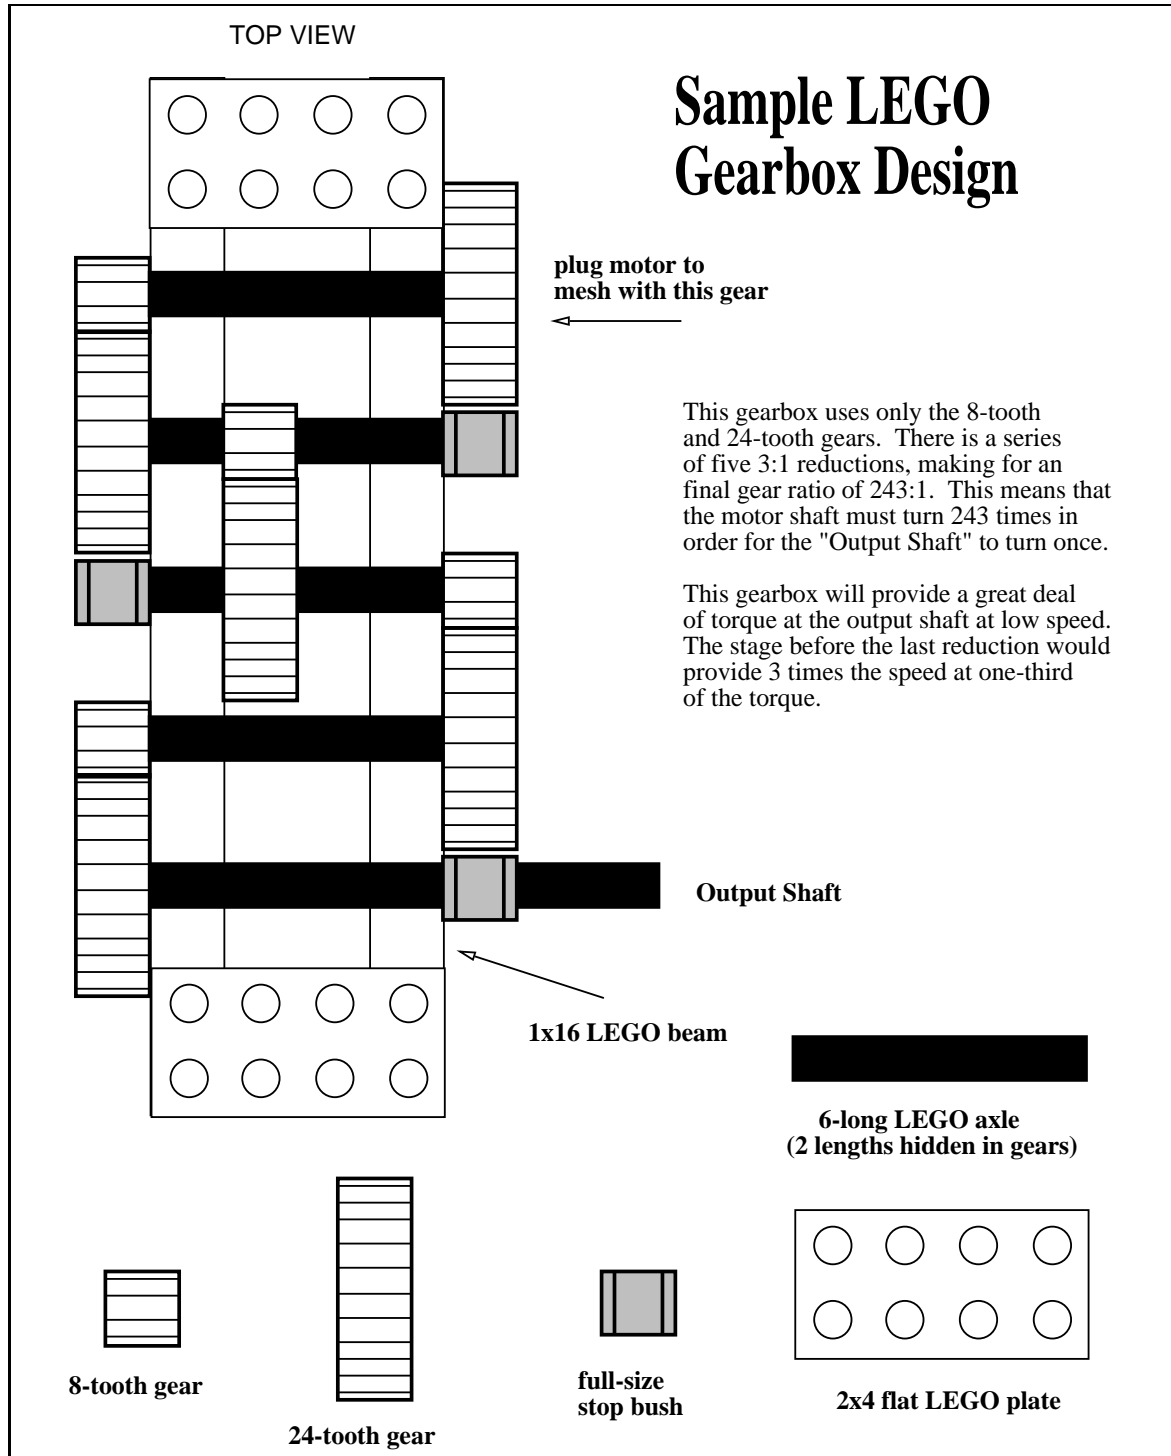 TOP VIEW
Sample LEGO
Gearbox Design
plug motor to
mesh with this gear
This gearbox uses only the 8-tooth
and 24-tooth gears.  There is a series
of five 3:1 reductions, making for an
final gear ratio of 243:1.  This means that
the motor shaft must turn 243 times in
order for the "Output Shaft" to turn once.
This gearbox will provide a great deal
of torque at the output shaft at low speed.
The stage before the last reduction would
provide 3 times the speed at one-third
of the torque.
Output Shaft
1x16 LEGO beam
6-long LEGO axle
(2 lengths hidden in gears)
8-tooth gear
24-tooth gear
full-size
stop bush
2x4 flat LEGO plate